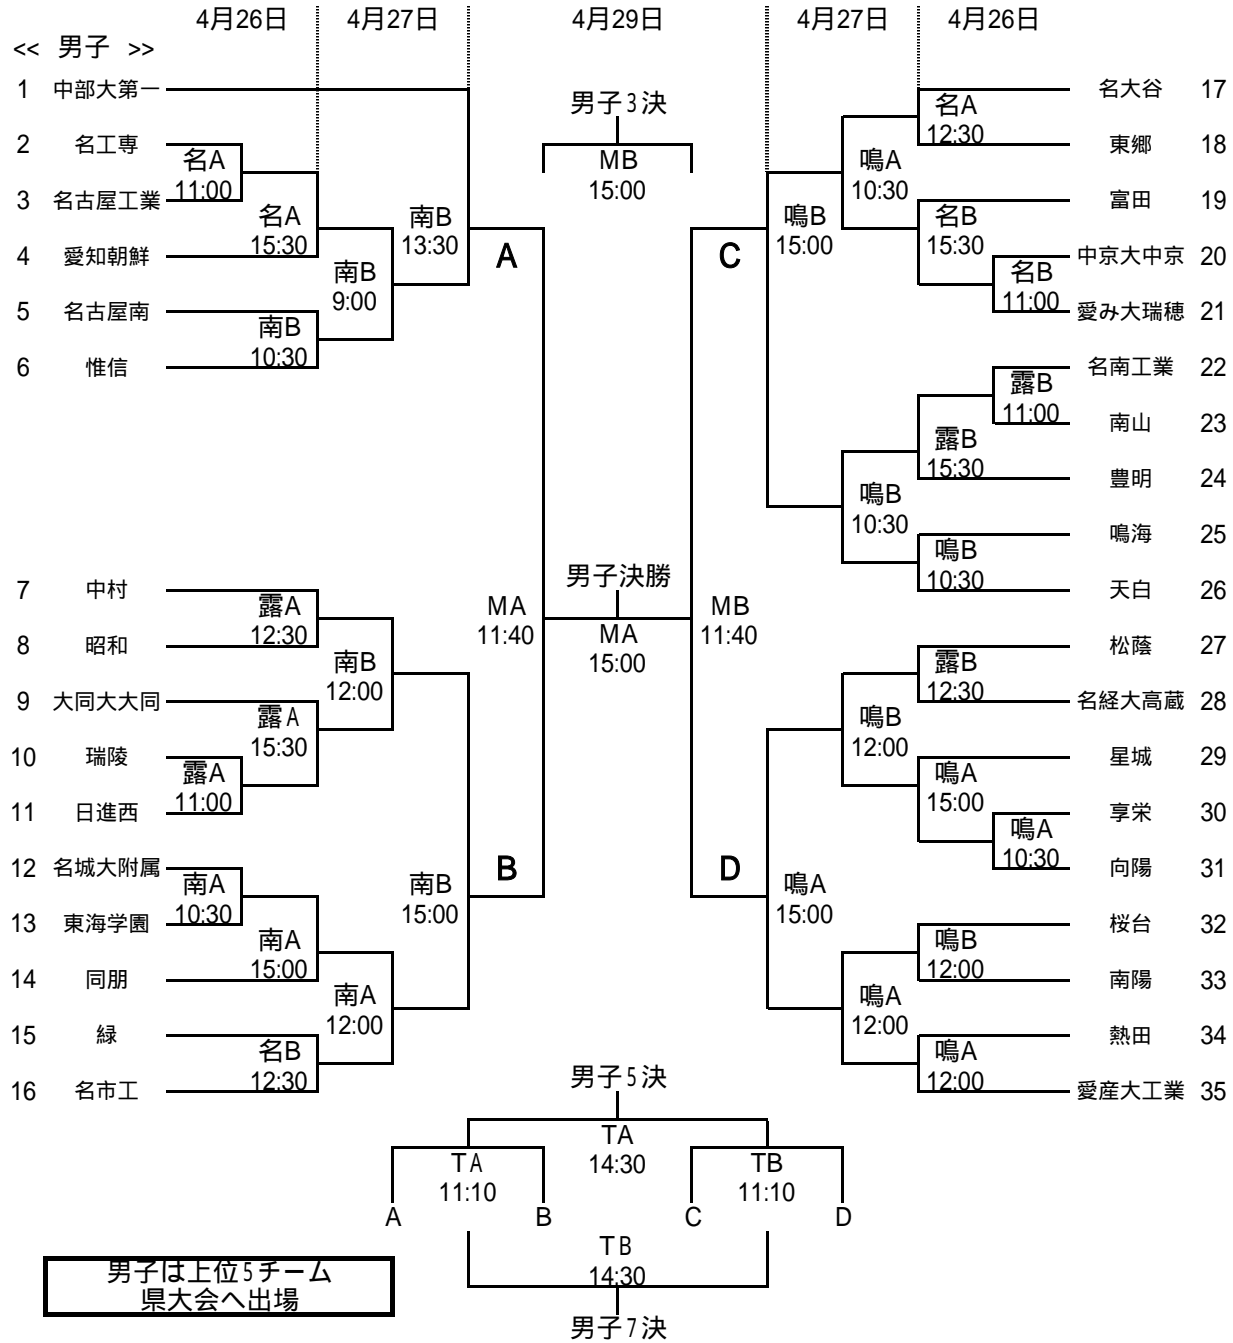 4月26日 4月27日 4月29日 4月27日 4月26日
<< 男子 >>
1 中部大第一
2 名工専
3 名古屋工業
4 愛知朝鮮
5 名古屋南
6 惟信
7 中村
8 昭和
9 大同大大同
10 瑞陵
11 日進西
12 名城大附属
13 東海学園
14 同朋
15 緑
16 名市工
名A
11:00
名A
15:30
南B
10:30
南B
9:00
南B
13:30
A
露A
12:30
露A
15:30
露A
11:00
南B
12:00
南A
10:30
南A
15:00
名B
12:30
南A
12:00
南B
15:00
B
MA
11:40
男子3決
MB
15:00
男子決勝
MA
15:00
MB
11:40
C
D
鳴B
15:00
鳴A
10:30
名A
12:30
名B
15:30
名B
11:00
鳴B
10:30
露B
11:00
露B
15:30
鳴B
10:30
鳴A
15:00
鳴B
12:00
露B
12:30
鳴A
15:00
鳴A
10:30
鳴A
12:00
鳴B
12:00
鳴A
12:00
名大谷 17
東郷 18
富田 19
中京大中京 20
愛み大瑞穂 21
名南工業 22
南山 23
豊明 24
鳴海 25
天白 26
松蔭 27
名経大高蔵 28
星城 29
享栄 30
向陽 31
桜台 32
南陽 33
熱田 34
愛産大工業 35
男子5決
TA
14:30
TA
11:10
TB
11:10
A B C D
TB
14:30
男子7決
男子は上位5チーム
県大会へ出場